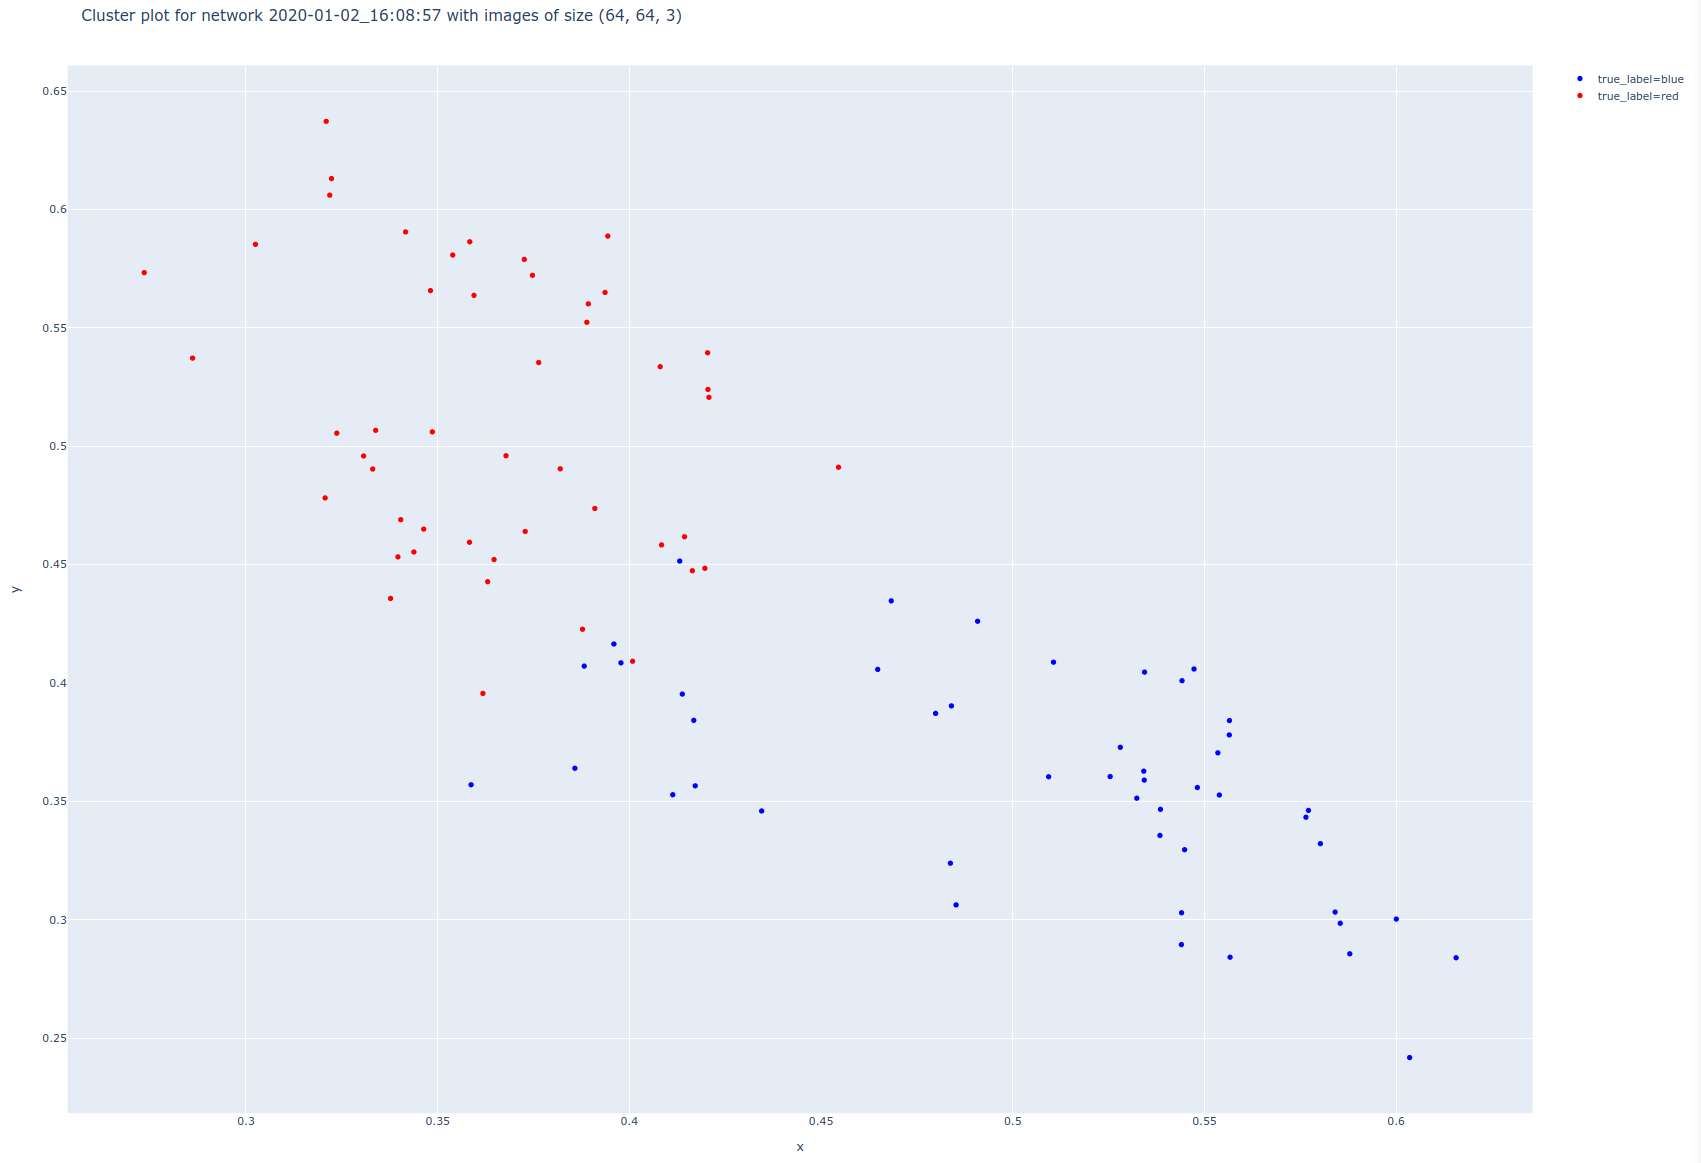 Cluster plot for network 2020-01-02_16:08:57 with images of size (64, 64, 3)
true_label=blue
true_label=red
0.65
0.6
0.55
0.5
0.45
0.4
0.35
0.3
0.25
y
0.3 0.35 0.4 0.45 0.5 0.55 0.6
x